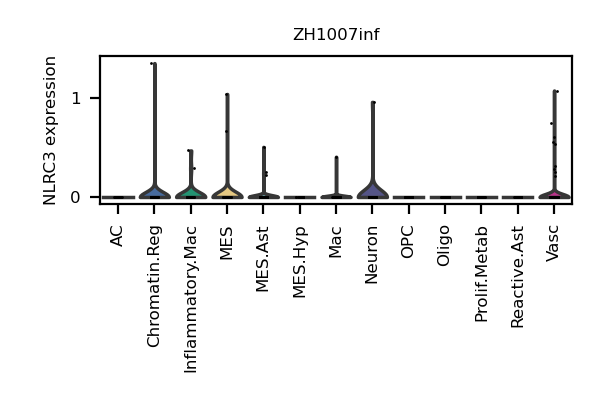 ZH1007inf
NLRC3 expression
1
0
AC
Chromatin.Reg
Inflammatory.Mac
MES
MES.Ast
MES.Hyp
Mac
Neuron
OPC
Oligo
Prolif.Metab
Reactive.Ast
Vasc